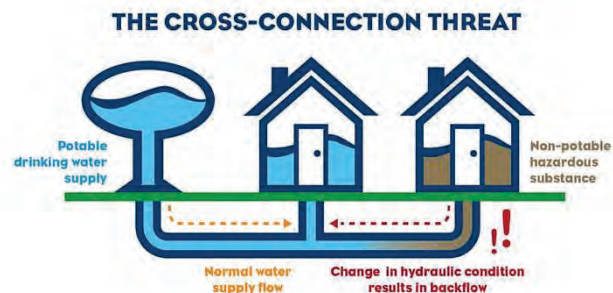 THE CROSS-CONNECTION THREAT
Potable
drinking water
supply
Non-potable
hazardous
substance
Normal water
supply flow
Change in hydraulic condition
results in backflow
!!